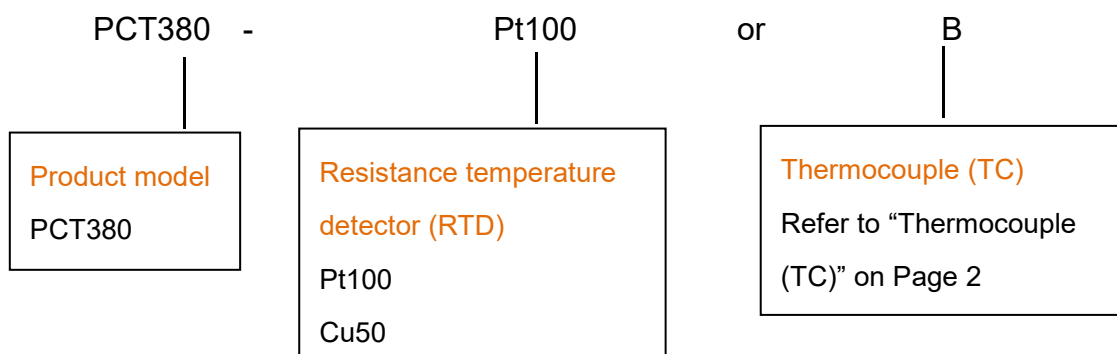 PCT380 - Pt100 or B
Product model
PCT380
Resistance temperature
detector (RTD)
Pt100
Cu50
Thermocouple (TC)
Refer to “Thermocouple
(TC)” on Page 2